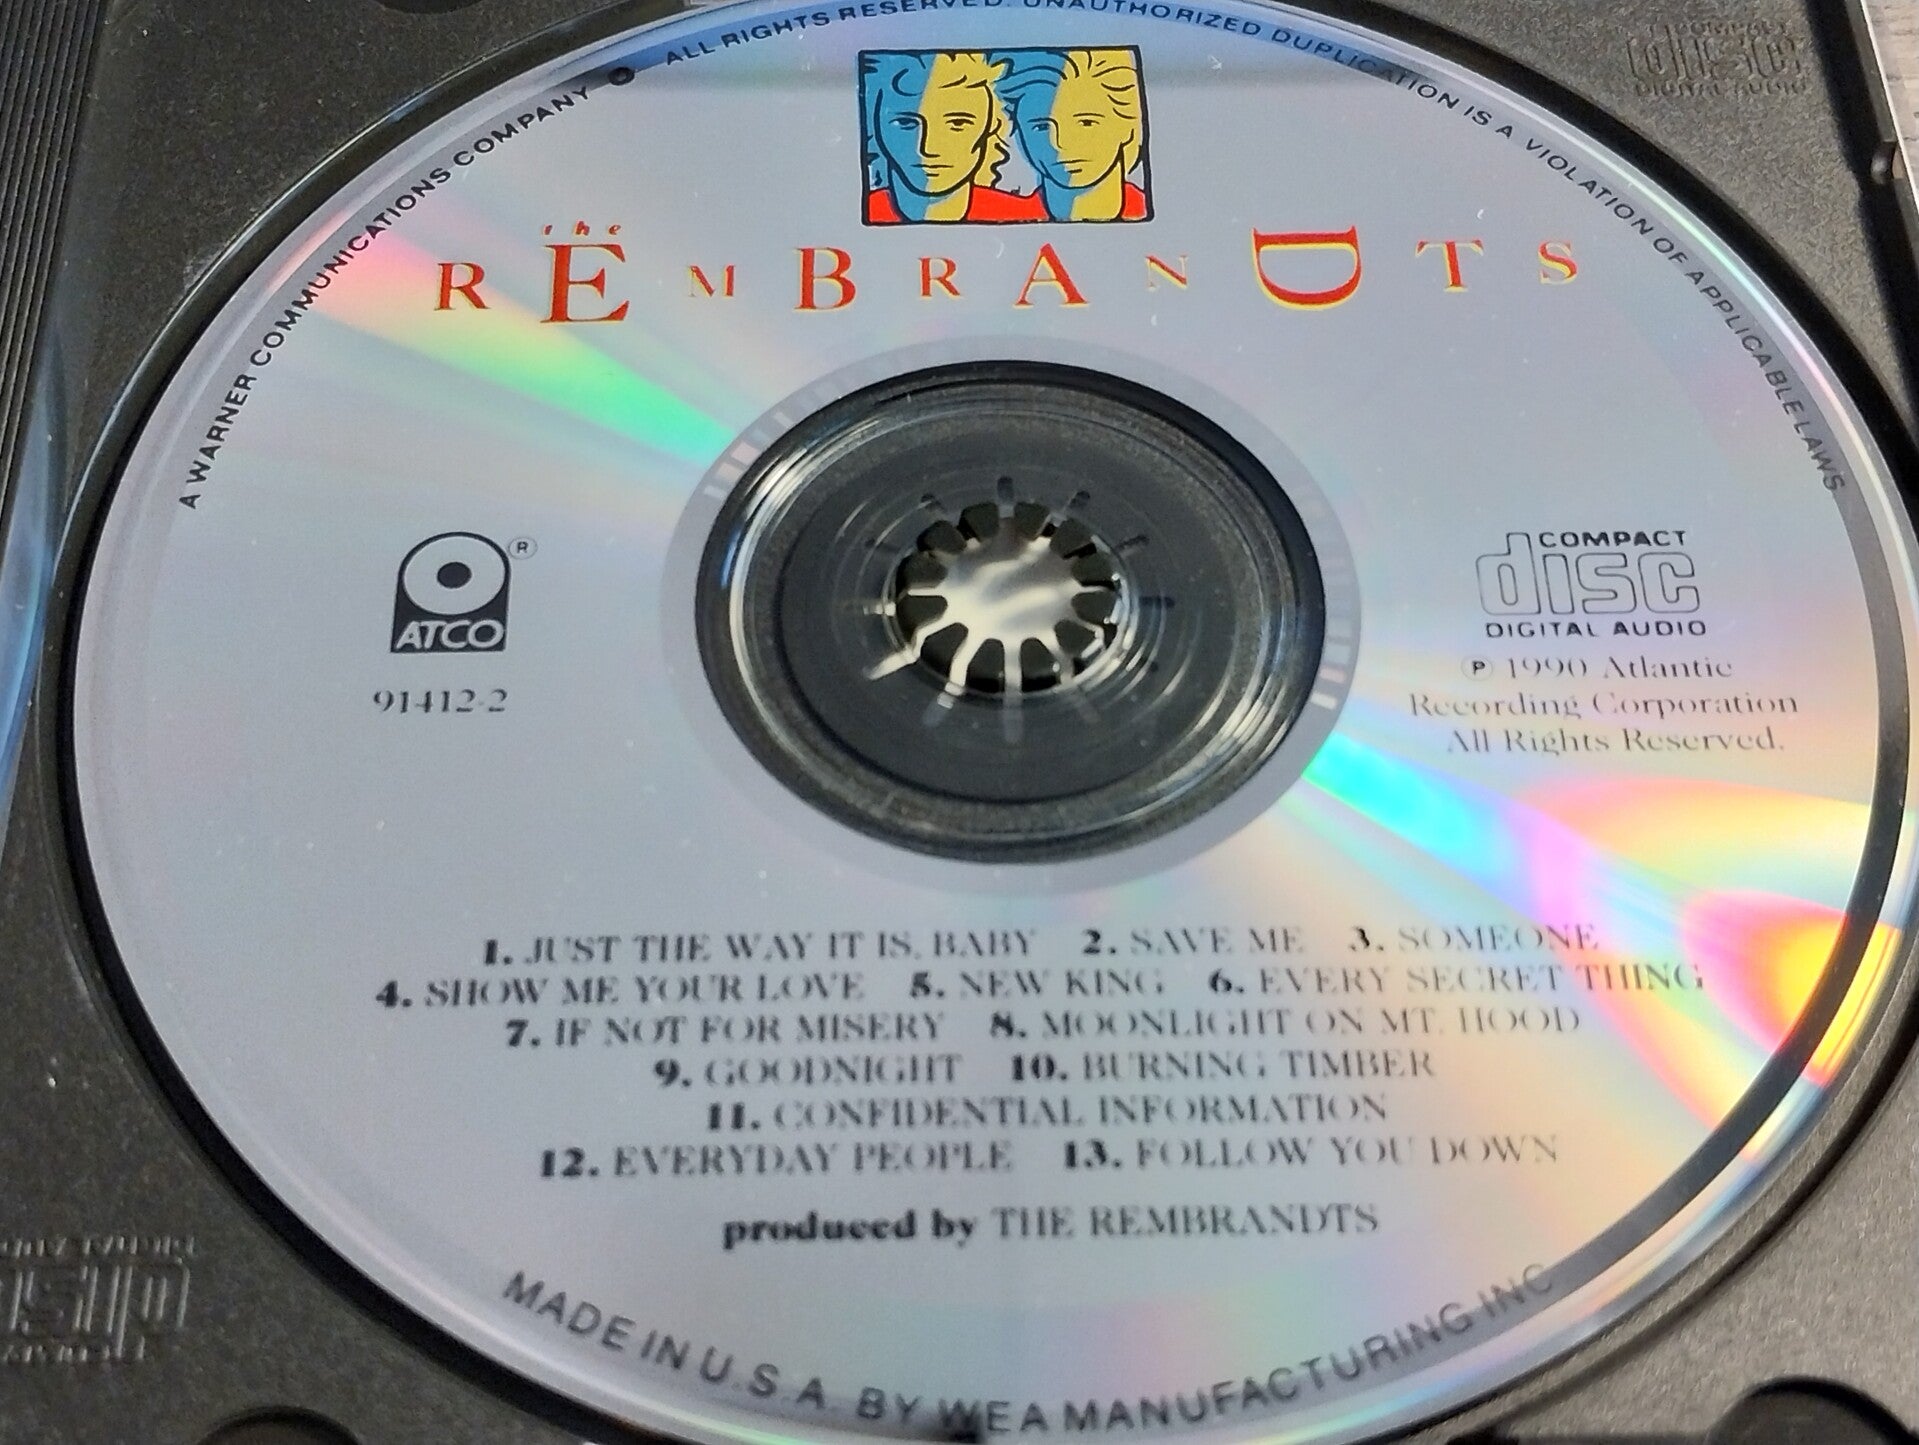 A WARNER COMMUNICATIONS COMPANY ALL RIGHTS RESERVED. UNAUTHORIZED DUPLICATION IS A VIOLATION OF APPLICABLE LAWS
the
REMBRANDTS
ATCO ®
91412-2
COMPACT
disc
DIGITAL AUDIO
℗ 1990 Atlantic
Recording Corporation
All Rights Reserved.
1. JUST THE WAY IT IS, BABY 2. SAVE ME 3. SOMEONE
4. SHOW ME YOUR LOVE 5. NEW KING 6. EVERY SECRET THING
7. IF NOT FOR MISERY 8. MOONLIGHT ON MT. HOOD
9. GOODNIGHT 10. BURNING TIMBER
11. CONFIDENTIAL INFORMATION
12. EVERYDAY PEOPLE 13. FOLLOW YOU DOWN
produced by THE REMBRANDTS
MADE IN U.S.A. BY WEA MANUFACTURING INC
COMPACT
disc
DIGITAL AUDIO